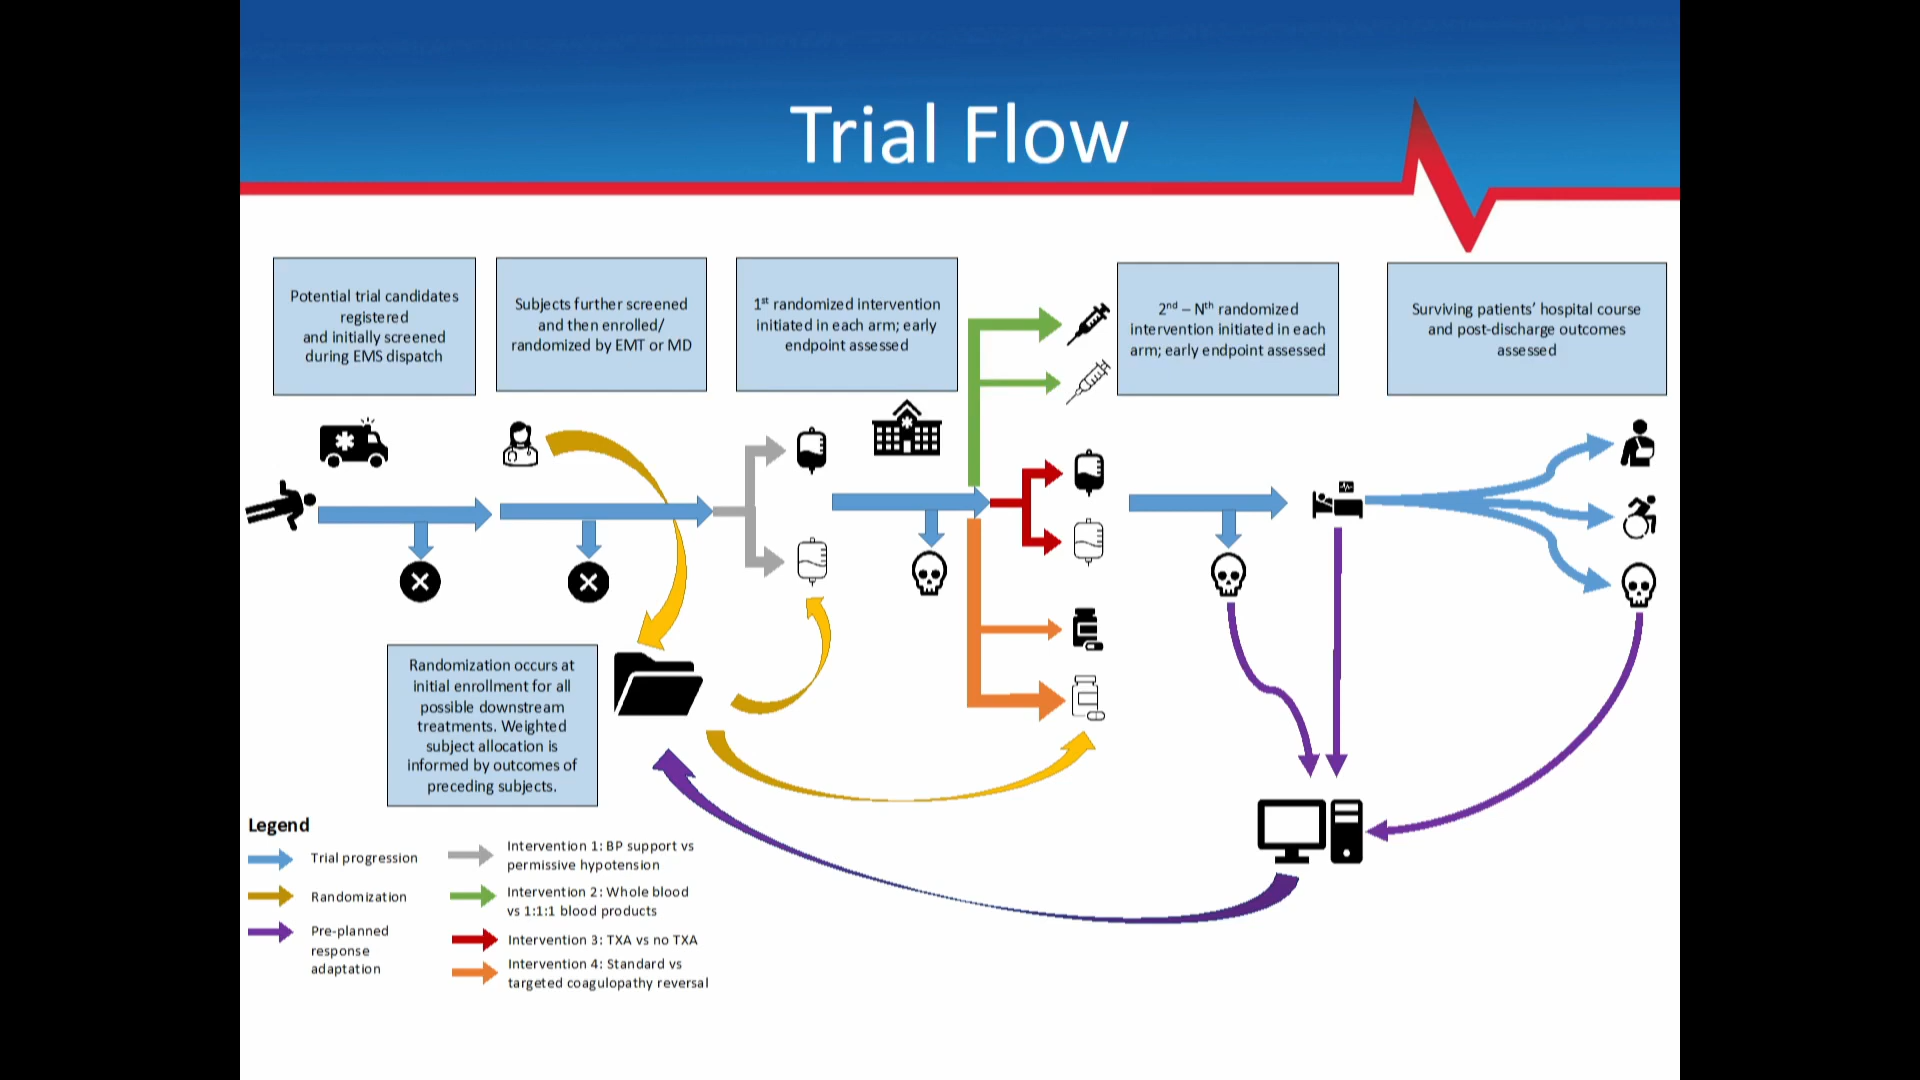 Trial Flow
Potential trial candidates
registered
and initially screened
during EMS dispatch
Subjects further screened
and then enrolled/
randomized by EMT or MD
1st randomized intervention
initiated in each arm; early
endpoint assessed
2nd – Nth randomized
intervention initiated in each
arm; early endpoint assessed
Surviving patients' hospital course
and post-discharge outcomes
assessed
Randomization occurs at
initial enrollment for all
possible downstream
treatments. Weighted
subject allocation is
informed by outcomes of
preceding subjects.
Legend
Trial progression
Randomization
Pre-planned
response
adaptation
Intervention 1: BP support vs
permissive hypotension
Intervention 2: Whole blood
vs 1:1:1 blood products
Intervention 3: TXA vs no TXA
Intervention 4: Standard vs
targeted coagulopathy reversal